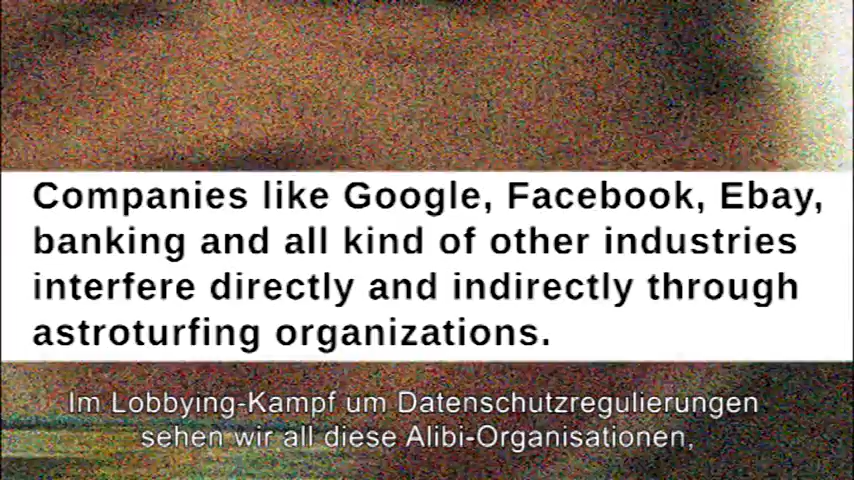 Companies like Google, Facebook, Ebay,
banking and all kind of other industries
interfere directly and indirectly through
astroturfing organizations.
Im Lobbying-Kampf um Datenschutzregulierungen
sehen wir all diese Alibi-Organisationen,